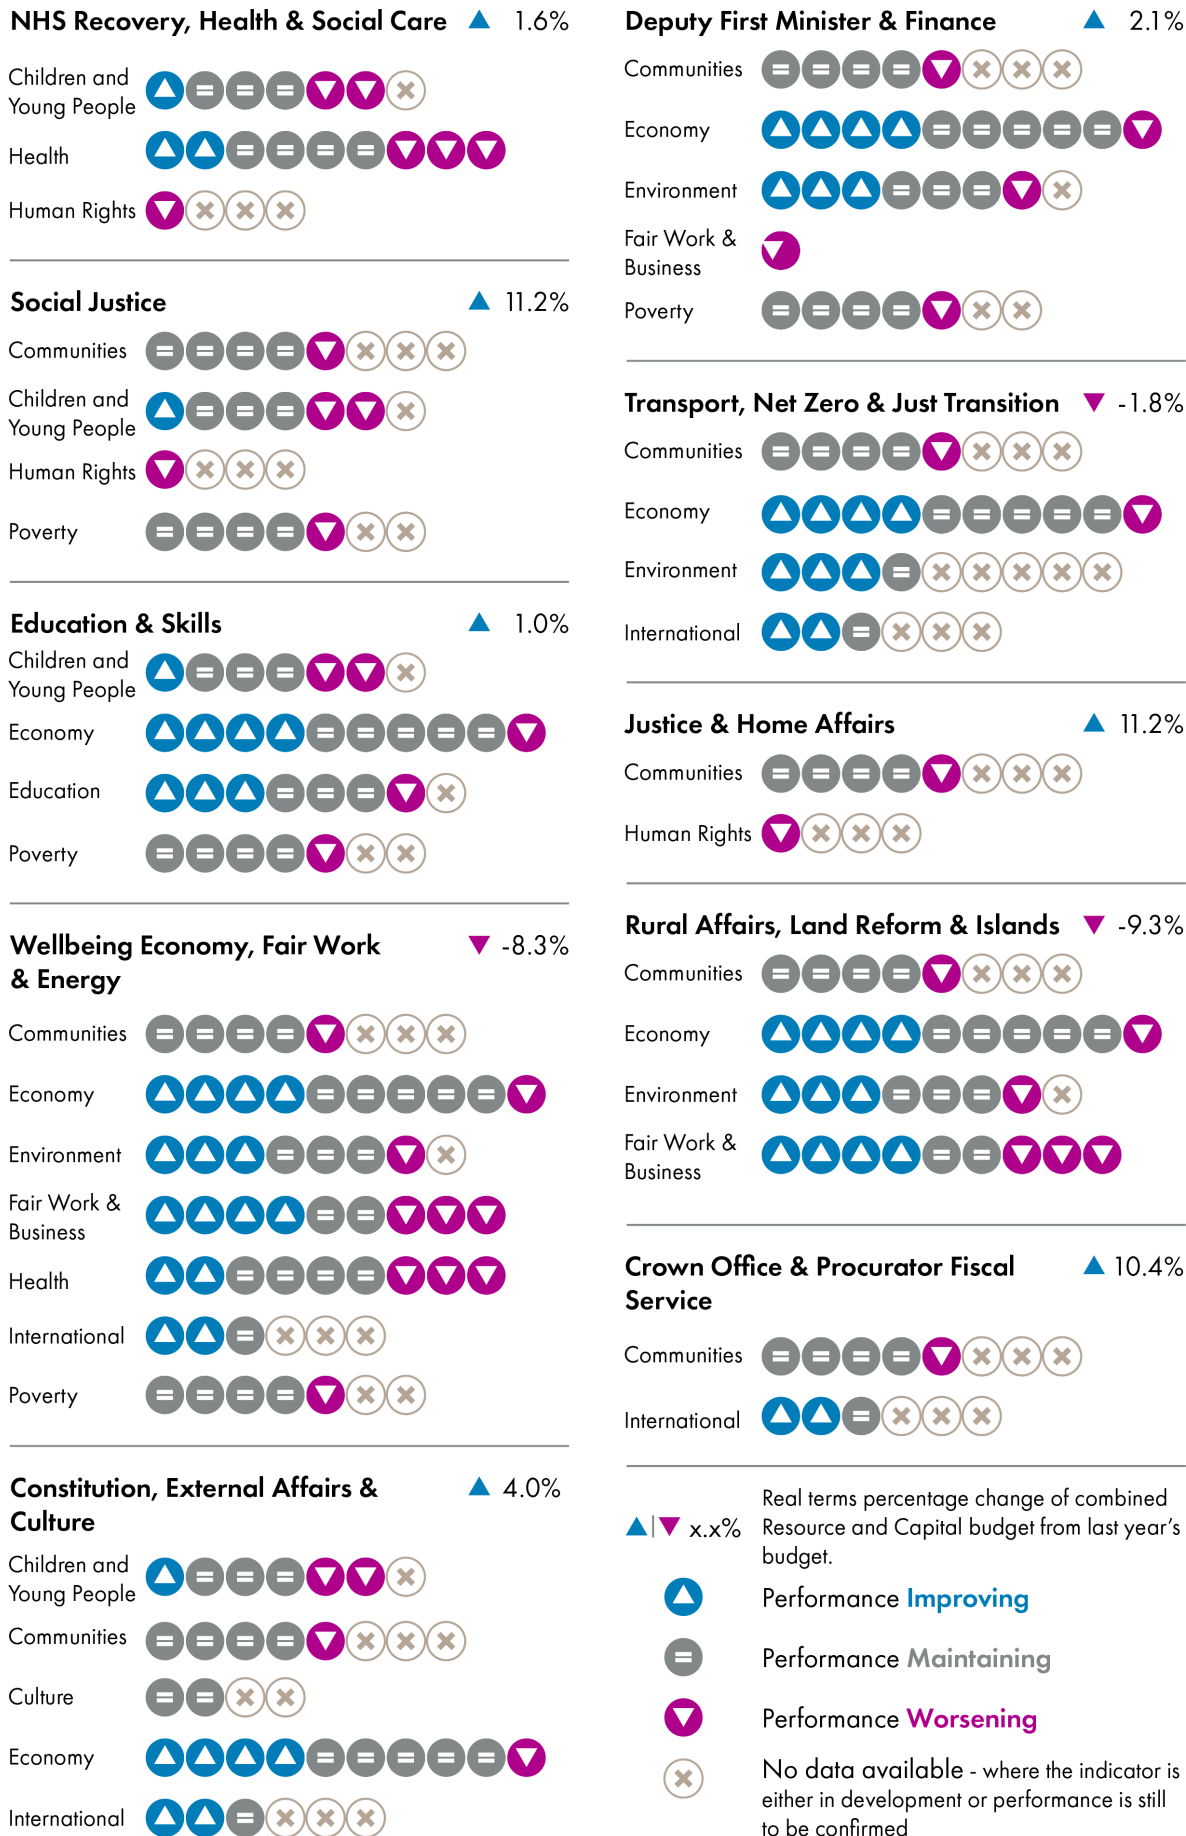 NHS Recovery, Health & Social Care 1.6%
Children and
Young People
Health
Human Rights
Social Justice 11.2%
Communities
Children and
Young People
Human Rights
Poverty
Education & Skills 1.0%
Children and
Young People
Economy
Education
Poverty
Wellbeing Economy, Fair Work -8.3%
& Energy
Communities
Economy
Environment
Fair Work &
Business
Health
International
Poverty
Constitution, External Affairs & 4.0%
Culture
Children and
Young People
Communities
Culture
Economy
International
Deputy First Minister & Finance 2.1%
Communities
Economy
Environment
Fair Work &
Business
Poverty
Transport, Net Zero & Just Transition -1.8%
Communities
Economy
Environment
International
Justice & Home Affairs 11.2%
Communities
Human Rights
Rural Affairs, Land Reform & Islands -9.3%
Communities
Economy
Environment
Fair Work &
Business
Crown Office & Procurator Fiscal 10.4%
Service
Communities
International
x.x%
Real terms percentage change of combined
Resource and Capital budget from last year's
budget.
Performance Improving
Performance Maintaining
Performance Worsening
No data available - where the indicator is
either in development or performance is still
to be confirmed